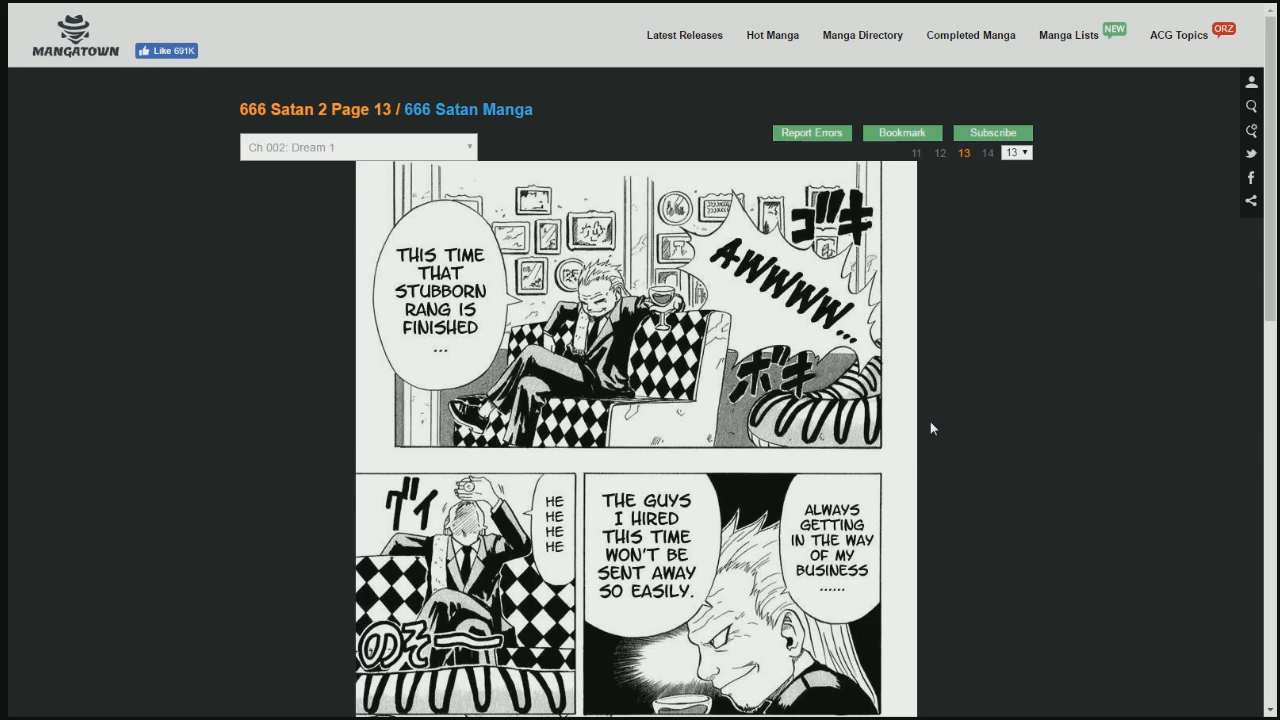 MANGATOWN
Like 691K
Latest Releases
Hot Manga
Manga Directory
Completed Manga
Manga Lists
NEW
ACG Topics
ORZ
666 Satan 2 Page 13 / 666 Satan Manga
Report Errors
Bookmark
Subscribe
Ch 002: Dream 1
11
12
13
14
13
ゴキ
AWWWW...
ボキ
THIS TIME
THAT
STUBBORN
RANG IS
FINISHED
...
ALWAYS
GETTING
IN THE WAY
OF MY
BUSINESS
......
THE GUYS
I HIRED
THIS TIME
WON'T BE
SENT AWAY
SO EASILY.
HE
HE
HE
HE
グイ
のそー